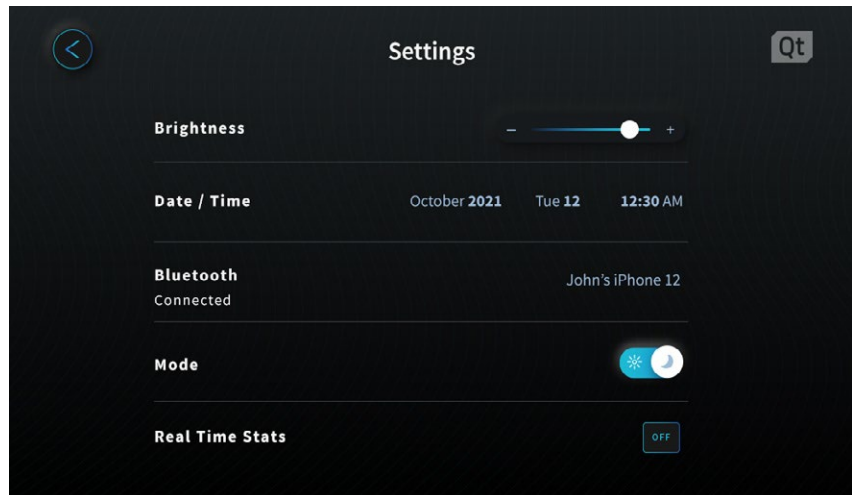 Settings
Qt
Brightness
− +
Date / Time October 2021 Tue 12 12:30 AM
Bluetooth
Connected
John's iPhone 12
Mode
Real Time Stats OFF